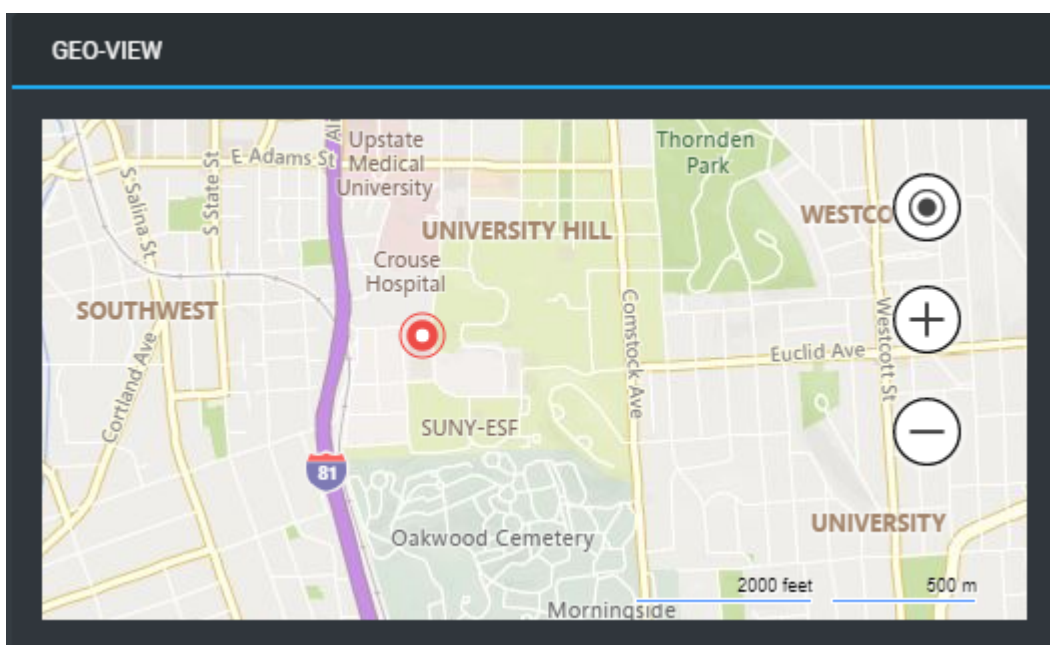 GEO-VIEW
Upstate
Medical
University
E Adams St
S State St
S Salina St
Thornden
Park
UNIVERSITY HILL
Crouse
Hospital
SOUTHWEST
Cortland Ave
Comstock Ave
Westcott St
Euclid Ave
SUNY-ESF
81
Oakwood Cemetery
UNIVERSITY
2000 feet
500 m
Morningside